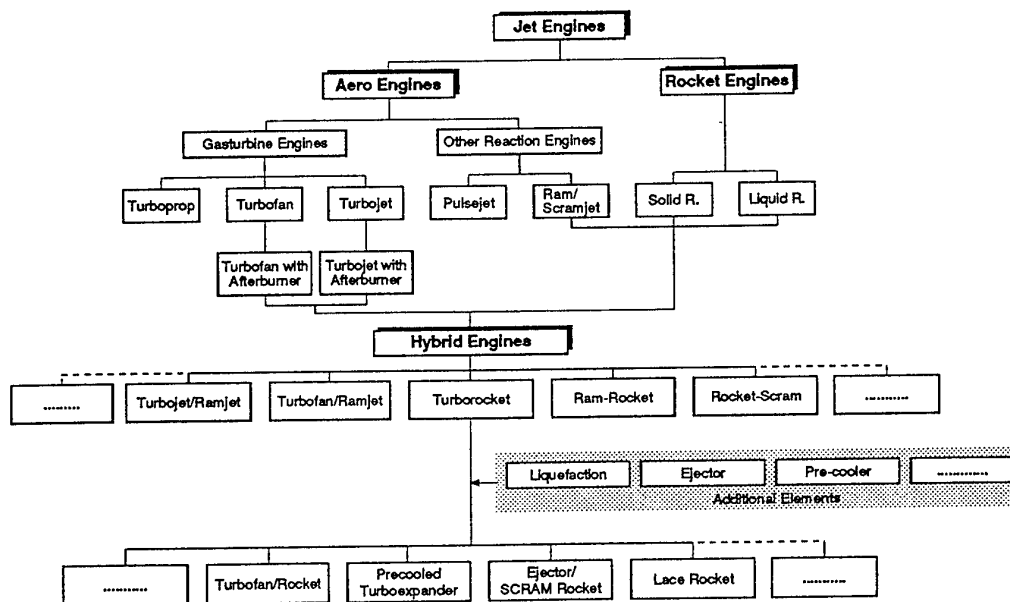 Jet Engines
Aero Engines
Rocket Engines
Gasturbine Engines
Other Reaction Engines
Turboprop
Turbofan
Turbojet
Pulsejet
Ram/
Scramjet
Solid R.
Liquid R.
Turbofan with
Afterburner
Turbojet with
Afterburner
Hybrid Engines
..........
Turbojet/Ramjet
Turbofan/Ramjet
Turborocket
Ram-Rocket
Rocket-Scram
............
Liquefaction
Ejector
Pre-cooler
.............
Additional Elements
............
Turbofan/Rocket
Precooled
Turboexpander
Ejector/
SCRAM Rocket
Lace Rocket
............